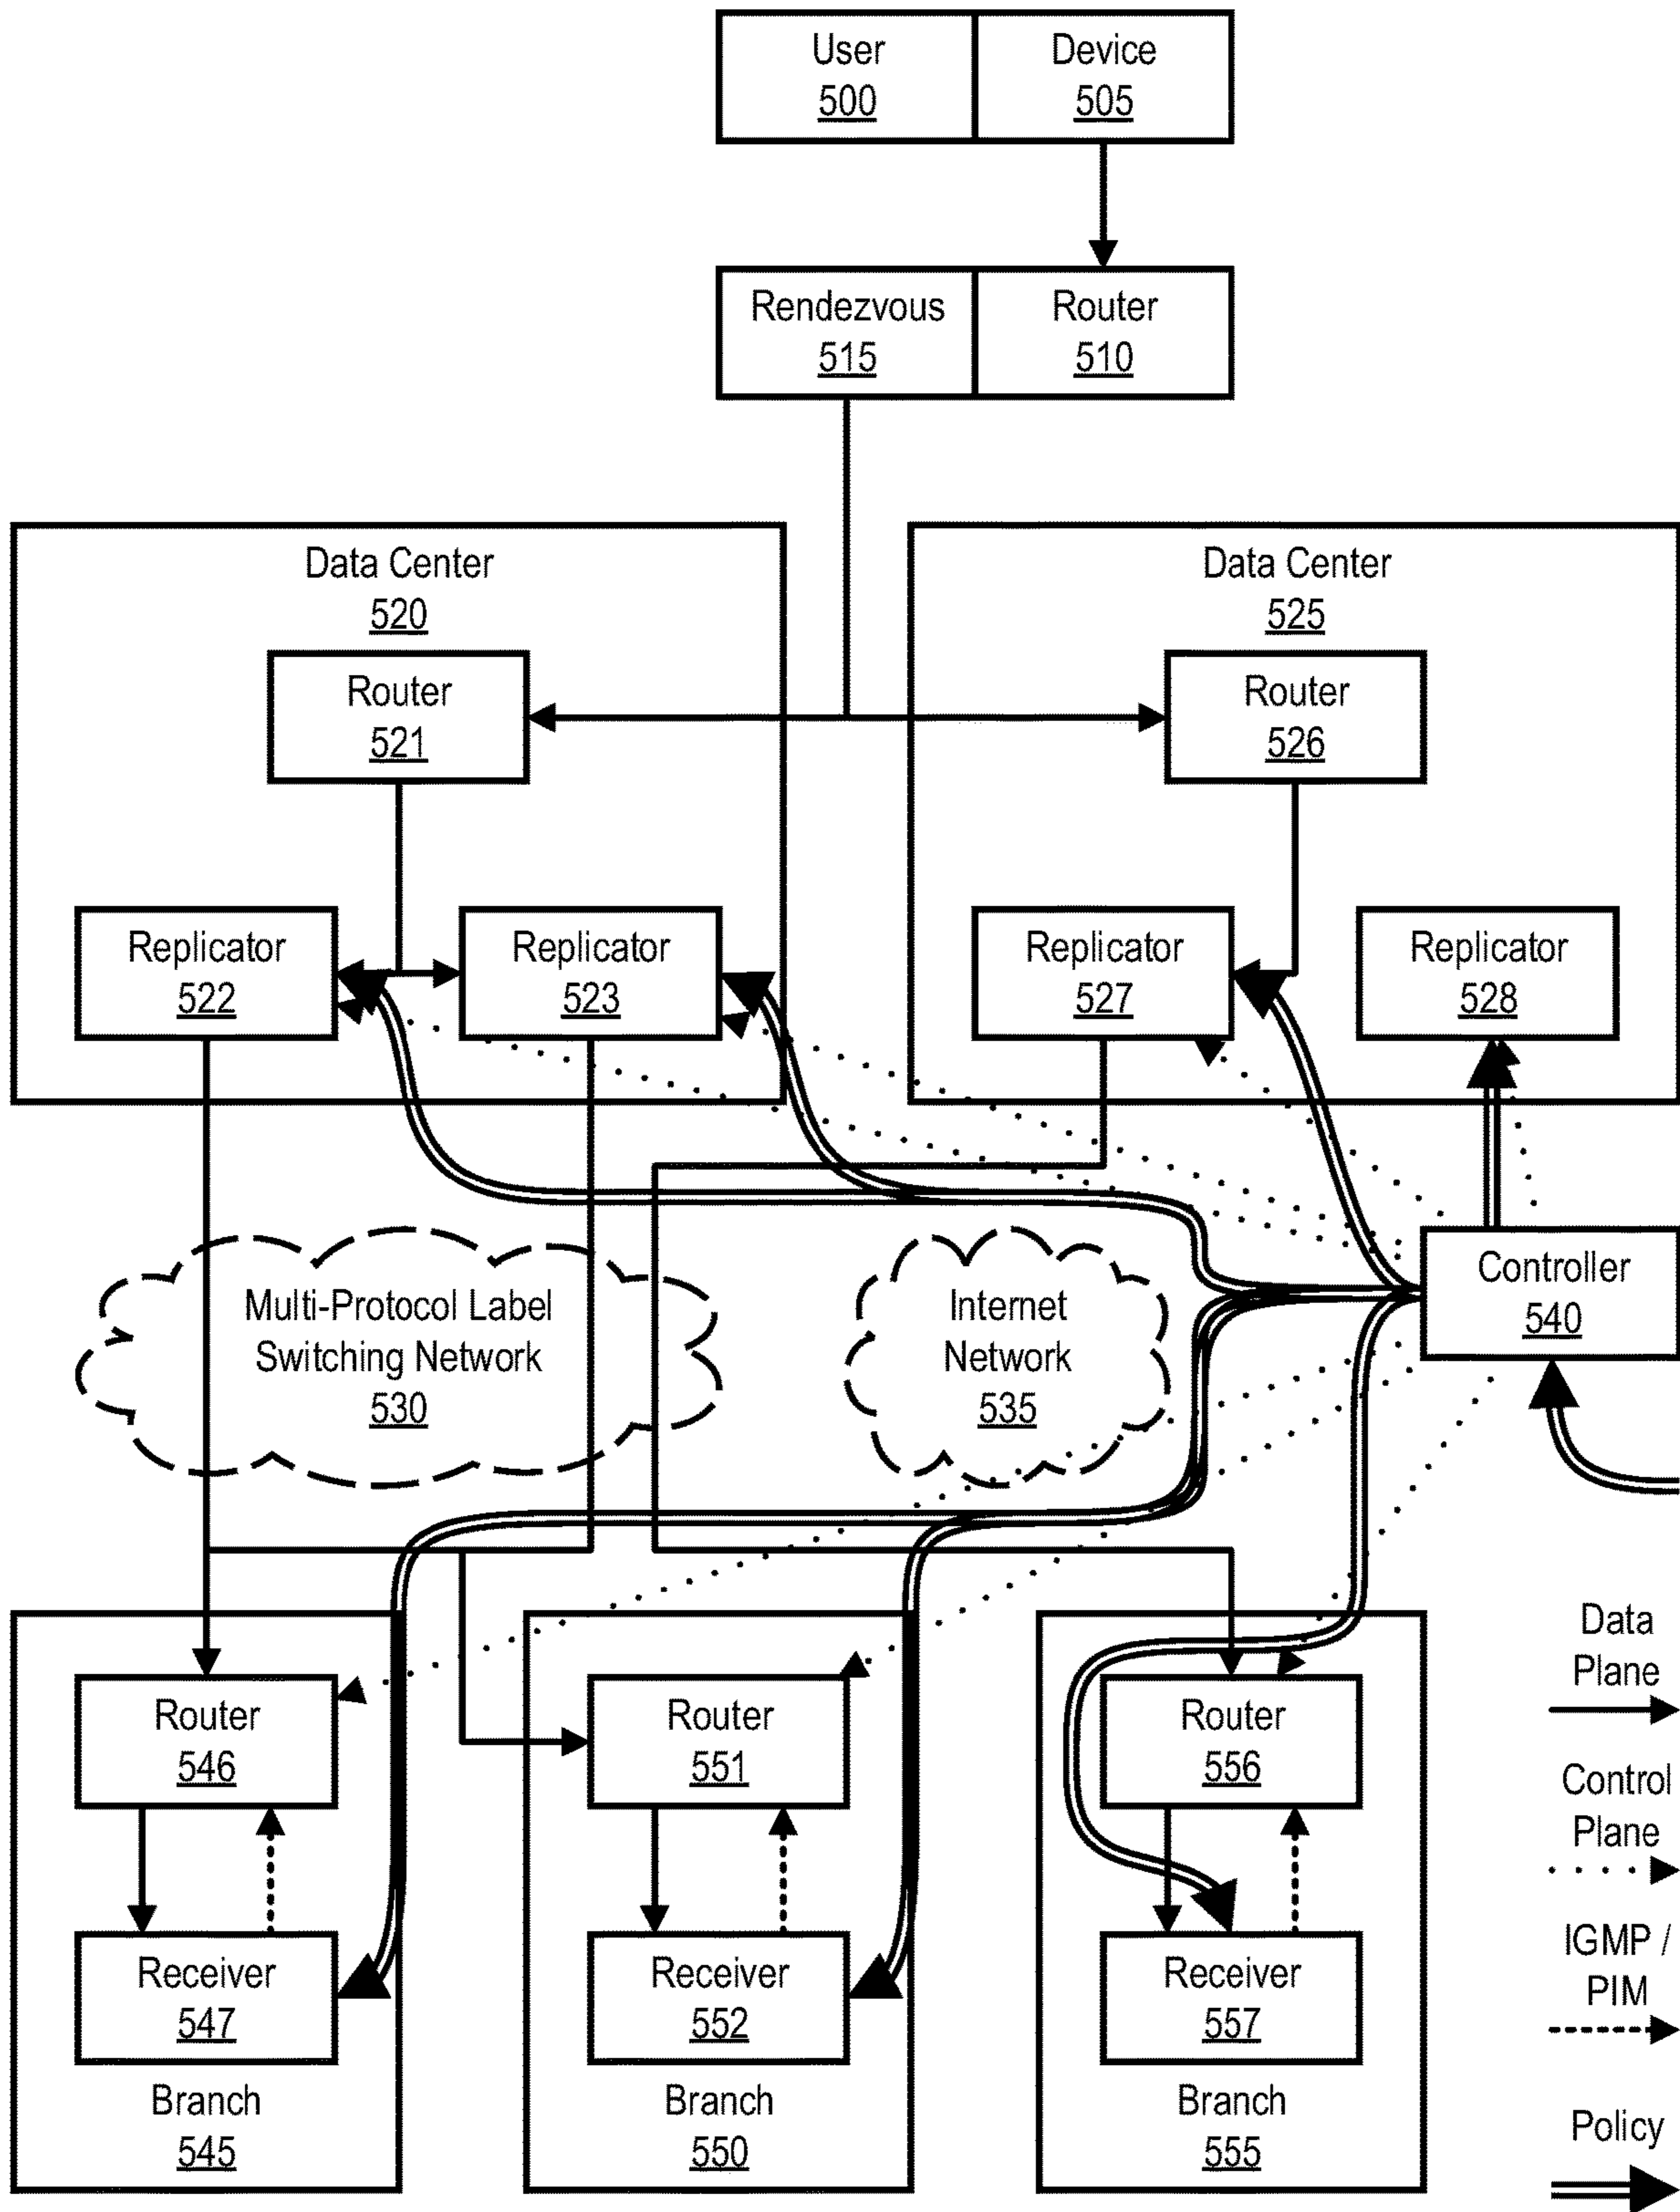 User
500
Device
505
Rendezvous
515
Router
510
Data Center
520
Data Center
525
Router
521
Router
526
Replicator
522
Replicator
523
Replicator
527
Replicator
528
Multi-Protocol Label
Switching Network
530
Internet
Network
535
Controller
540
Router
546
Receiver
547
Branch
545
Router
551
Receiver
552
Branch
550
Router
556
Receiver
557
Branch
555
Data
Plane
Control
Plane
IGMP /
PIM
Policy